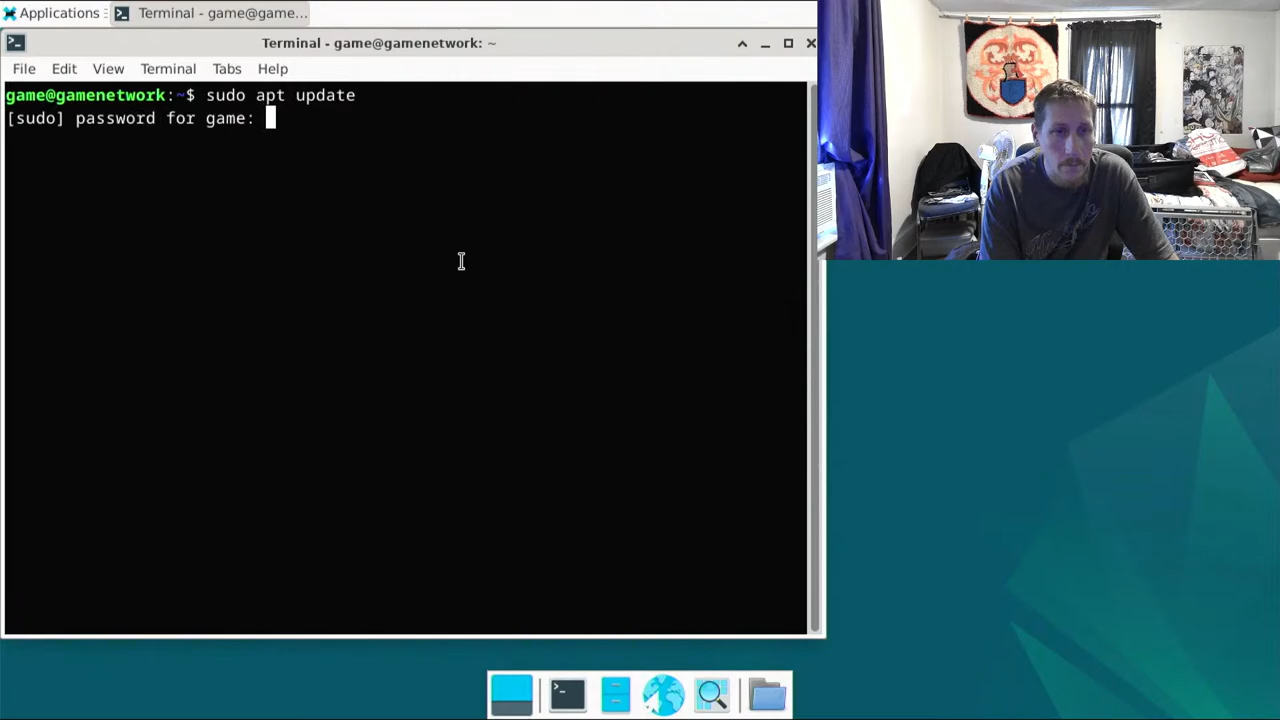 Applications
Terminal - game@game...
Terminal - game@gamenetwork: ~
File Edit View Terminal Tabs Help
game@gamenetwork:~$ sudo apt update
[sudo] password for game: